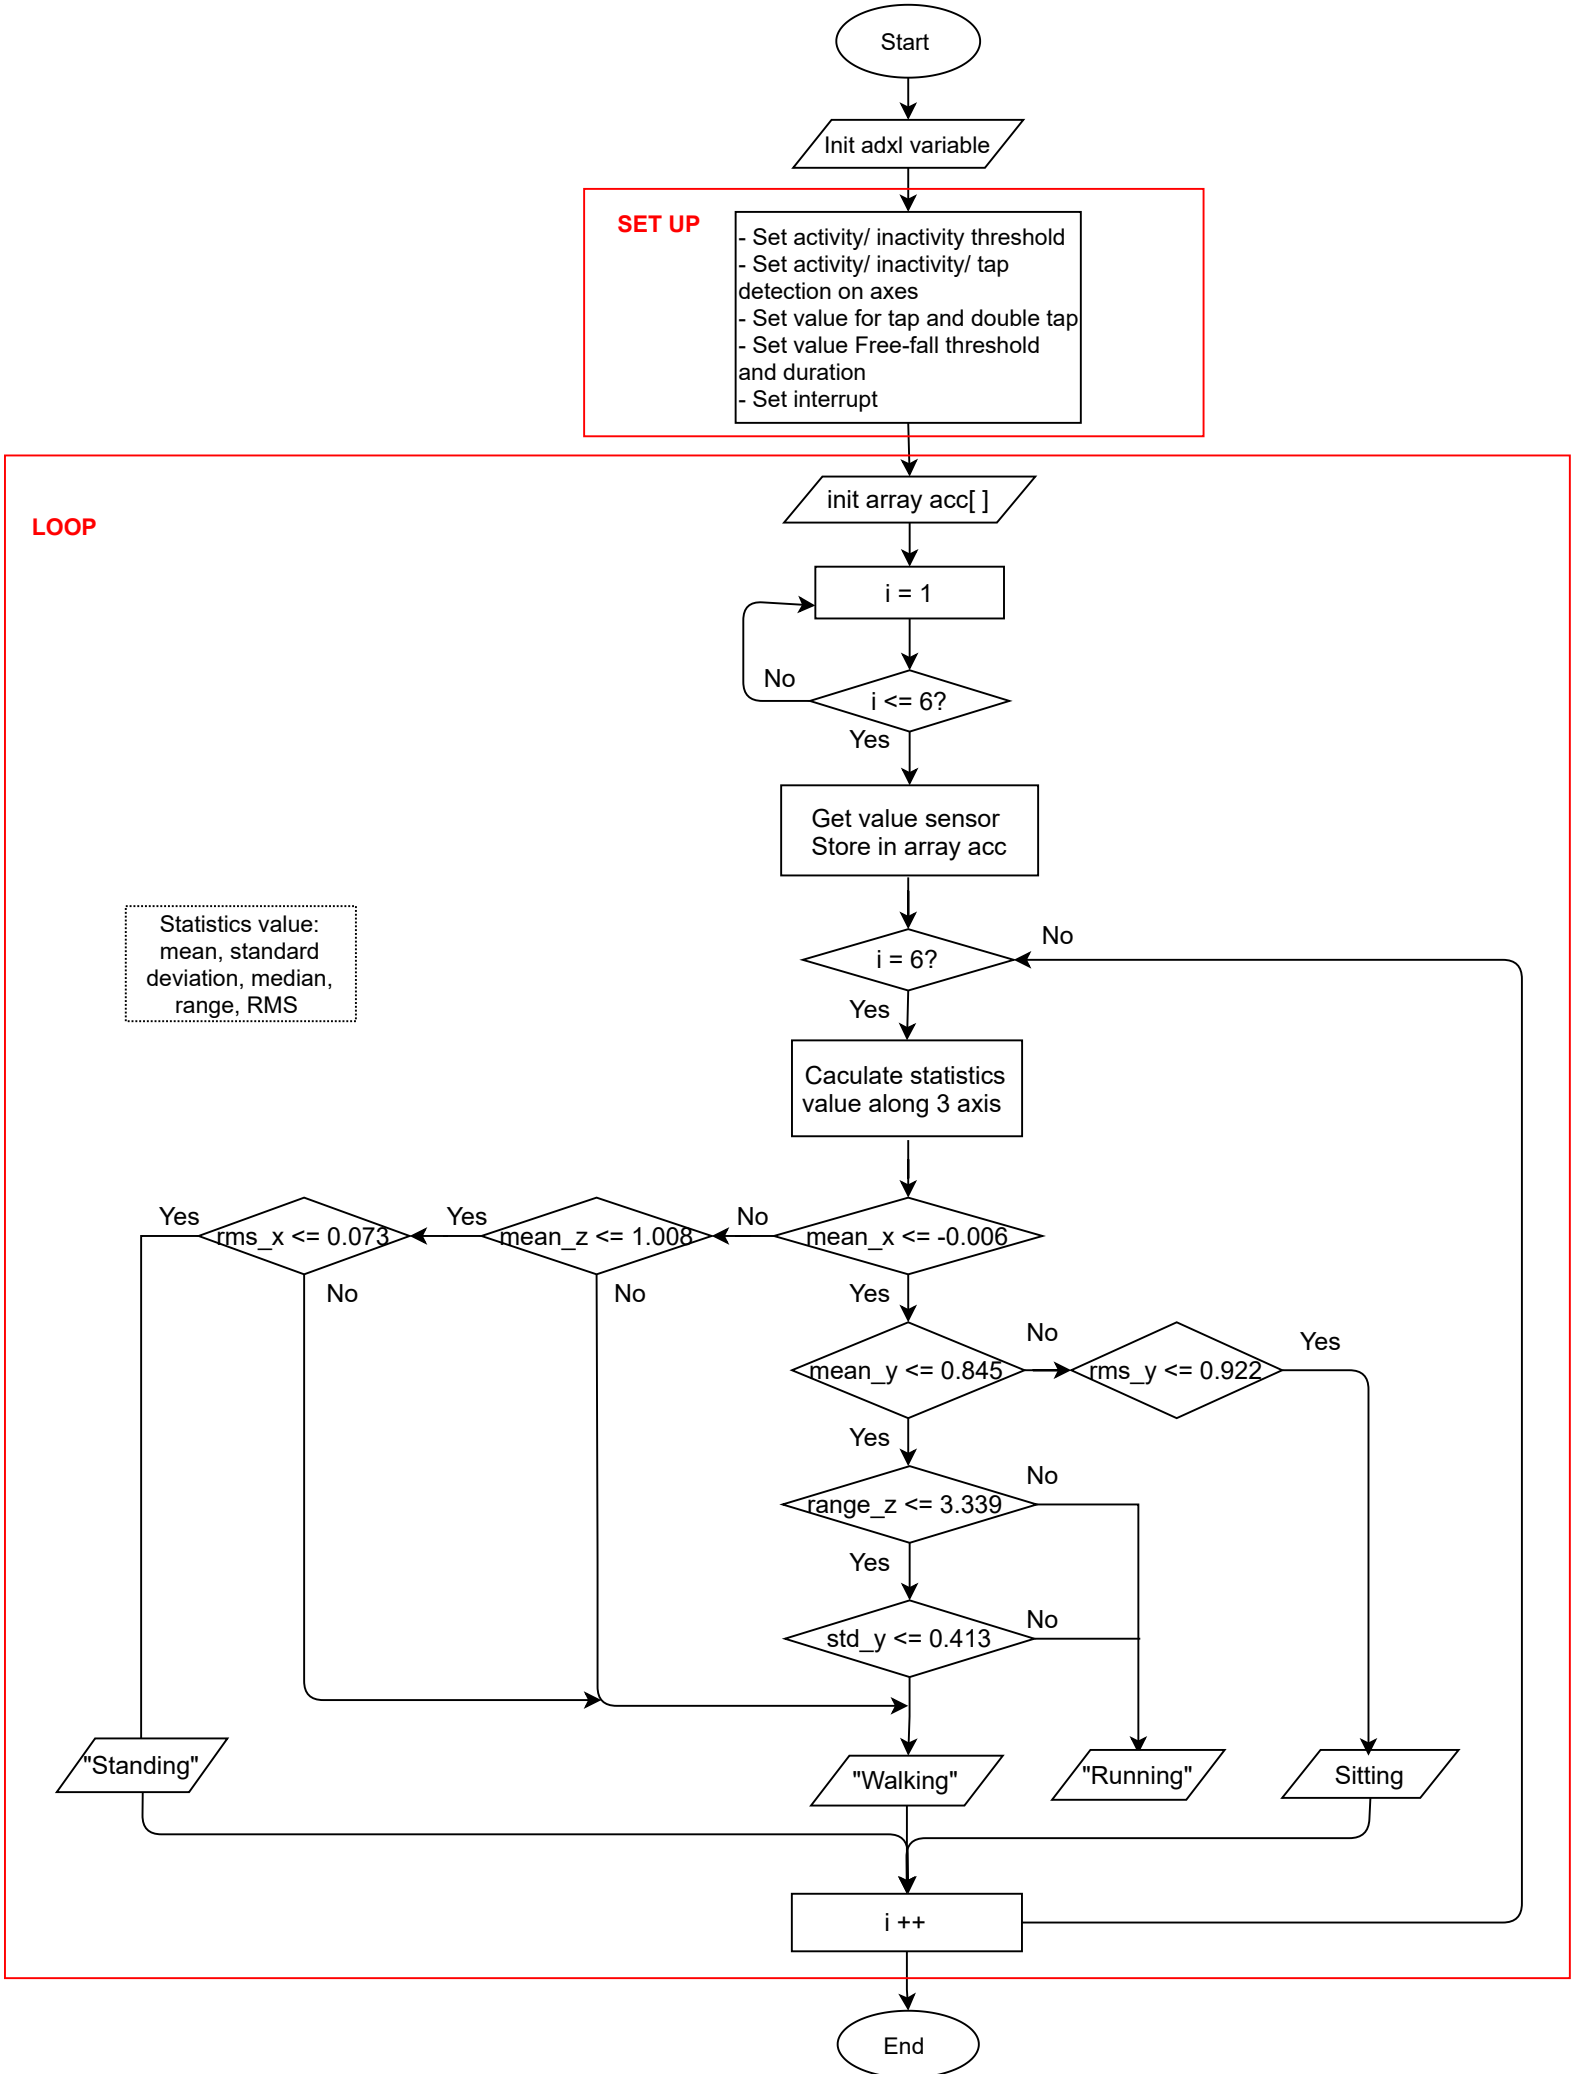 Start
Init adxl variable
SET UP
- Set activity/ inactivity threshold
- Set activity/ inactivity/ tap
detection on axes
- Set value for tap and double tap
- Set value Free-fall threshold
and duration
- Set interrupt
LOOP
init array acc[ ]
i = 1
No
i <= 6?
Yes
Get value sensor
Store in array acc
Statistics value:
mean, standard
deviation, median,
range, RMS
No
i = 6?
Yes
Caculate statistics
value along 3 axis
Yes
rms_x <= 0.073
Yes
mean_z <= 1.008
No
mean_x <= -0.006
No
No
Yes
mean_y <= 0.845
No
rms_y <= 0.922
Yes
Yes
range_z <= 3.339
No
Yes
std_y <= 0.413
No
"Standing"
"Walking"
"Running"
Sitting
i ++
End